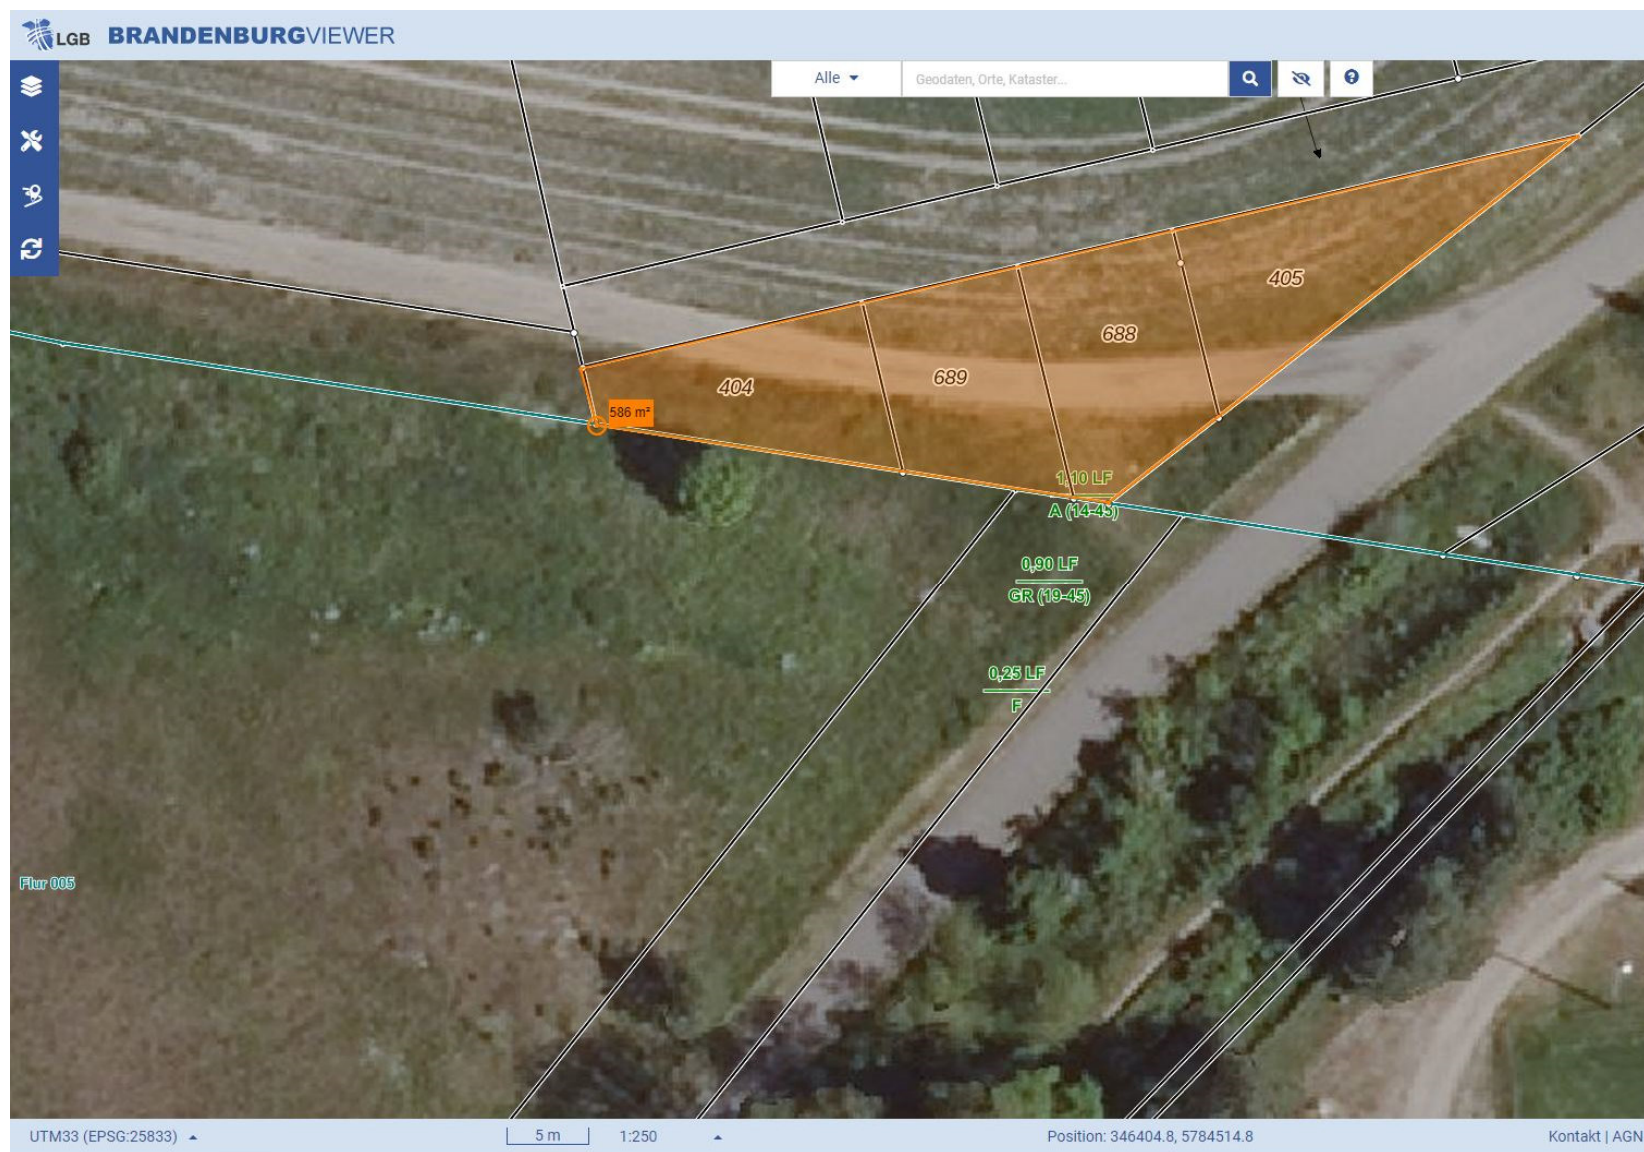 LGB BRANDENBURGVIEWER
Alle Geodaten, Orte, Kataster...
405
688
689
404
586 m²
1,10 LF
A (14-45)
0,90 LF
GR (19-45)
0,25 LF
F
Flur 005
UTM33 (EPSG:25833) 5 m 1:250 Position: 346404.8, 5784514.8 Kontakt | AGN